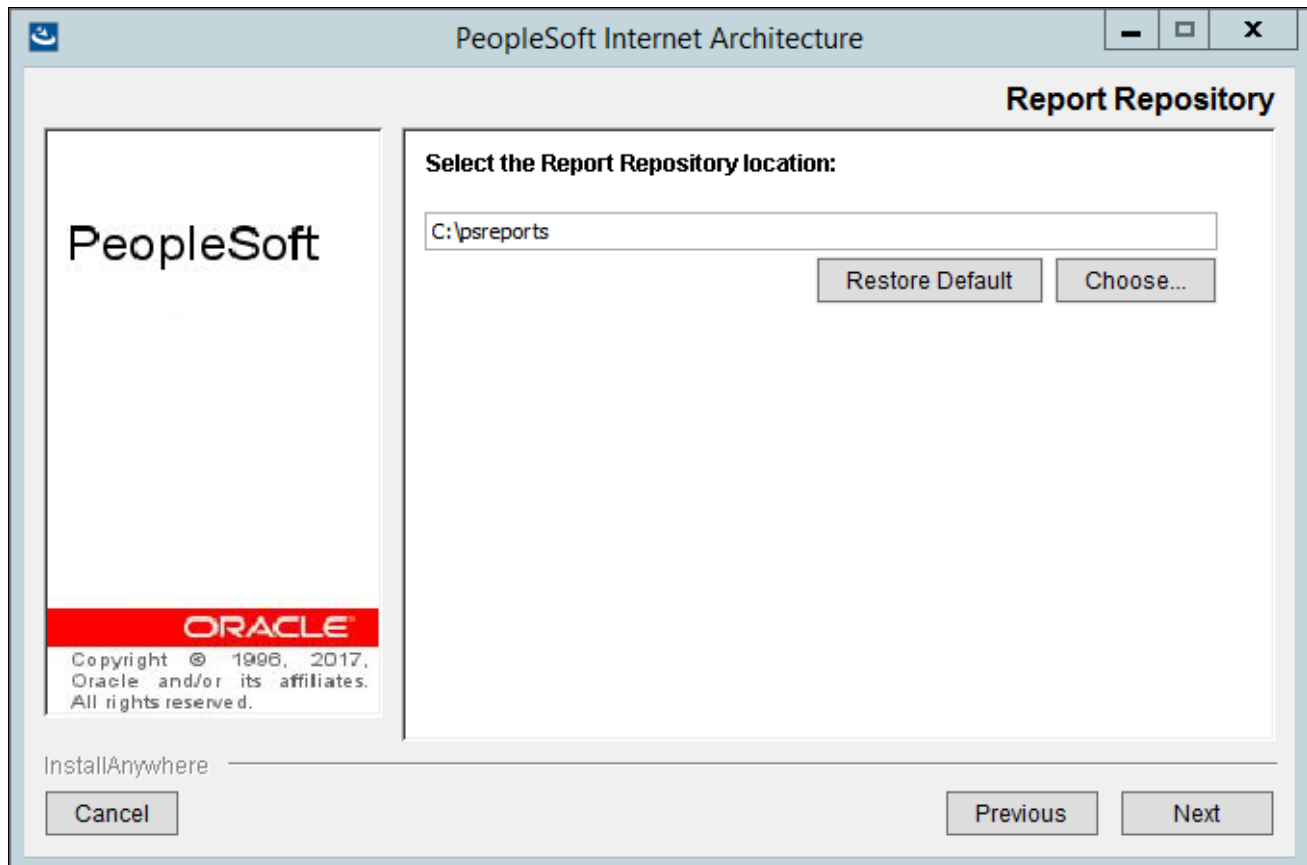 PeopleSoft Internet Architecture
Report Repository
PeopleSoft
ORACLE
Copyright © 1996, 2017,
Oracle and/or its affiliates.
All rights reserved.
Select the Report Repository location:
C:\psreports
Restore Default
Choose...
InstallAnywhere
Cancel
Previous
Next